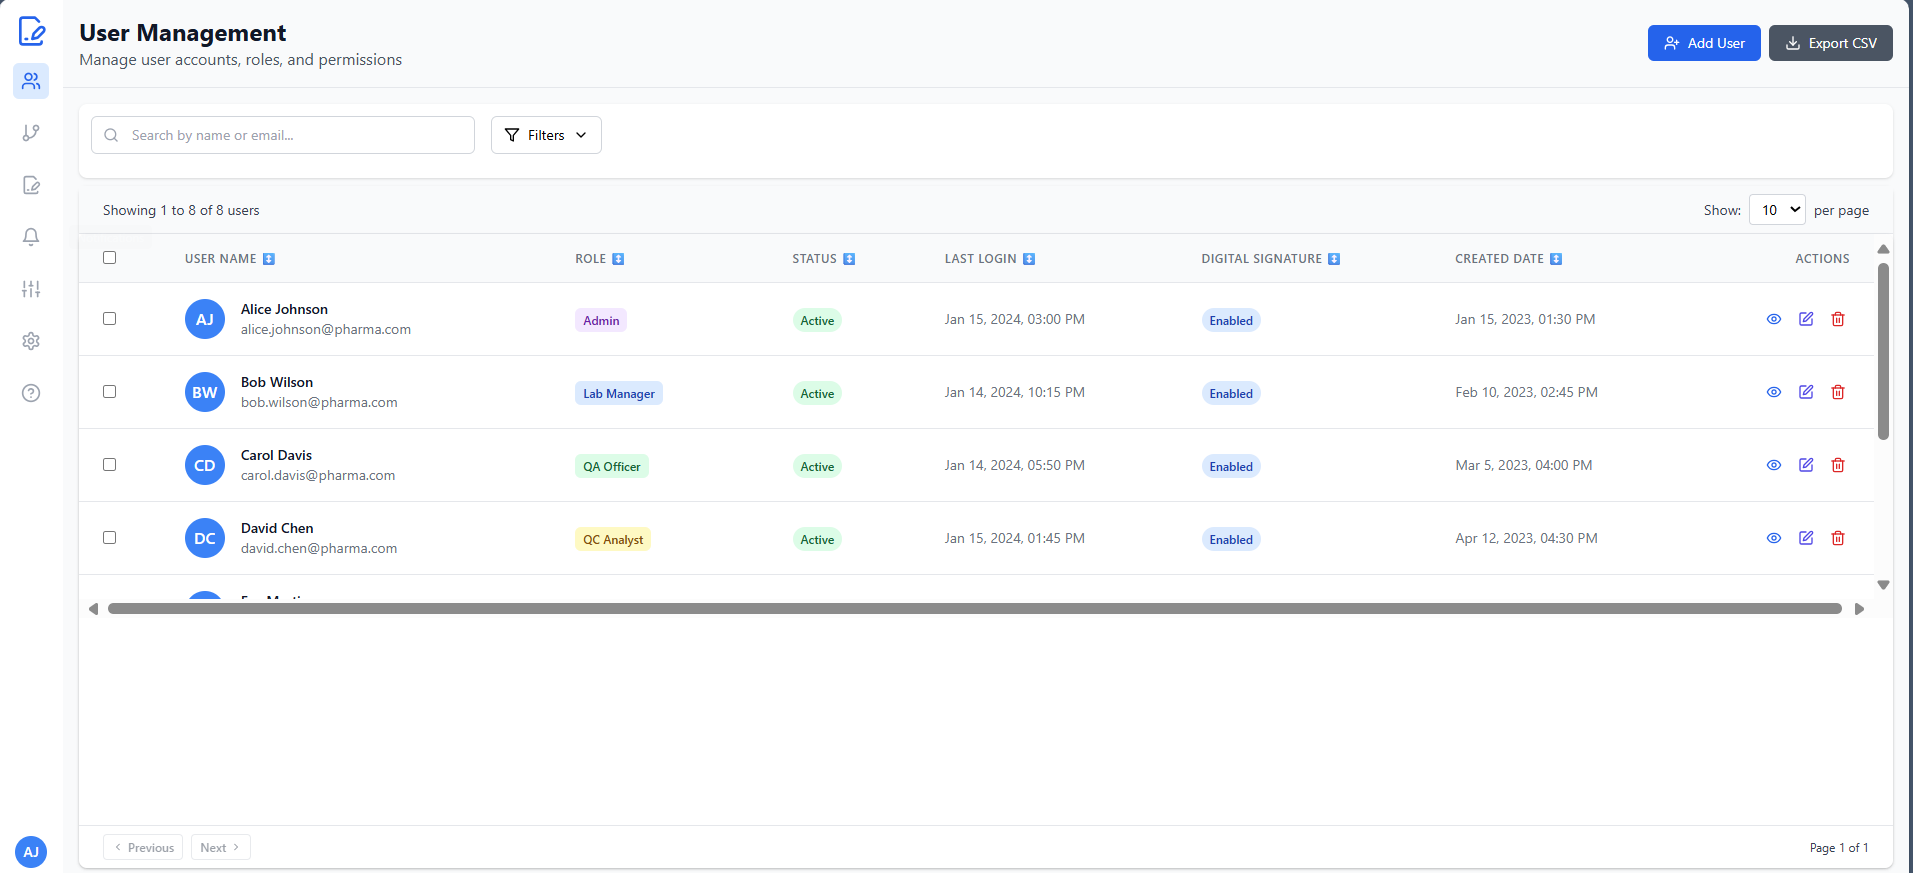 User Management
Manage user accounts, roles, and permissions
Add User
Export CSV
Search by name or email...
Filters
Showing 1 to 8 of 8 users
Show: 10 per page
USER NAME ROLE STATUS LAST LOGIN DIGITAL SIGNATURE CREATED DATE ACTIONS
AJ Alice Johnson
alice.johnson@pharma.com
Admin Active Jan 15, 2024, 03:00 PM Enabled Jan 15, 2023, 01:30 PM
BW Bob Wilson
bob.wilson@pharma.com
Lab Manager Active Jan 14, 2024, 10:15 PM Enabled Feb 10, 2023, 02:45 PM
CD Carol Davis
carol.davis@pharma.com
QA Officer Active Jan 14, 2024, 05:50 PM Enabled Mar 5, 2023, 04:00 PM
DC David Chen
david.chen@pharma.com
QC Analyst Active Jan 15, 2024, 01:45 PM Enabled Apr 12, 2023, 04:30 PM
Previous Next Page 1 of 1
AJ